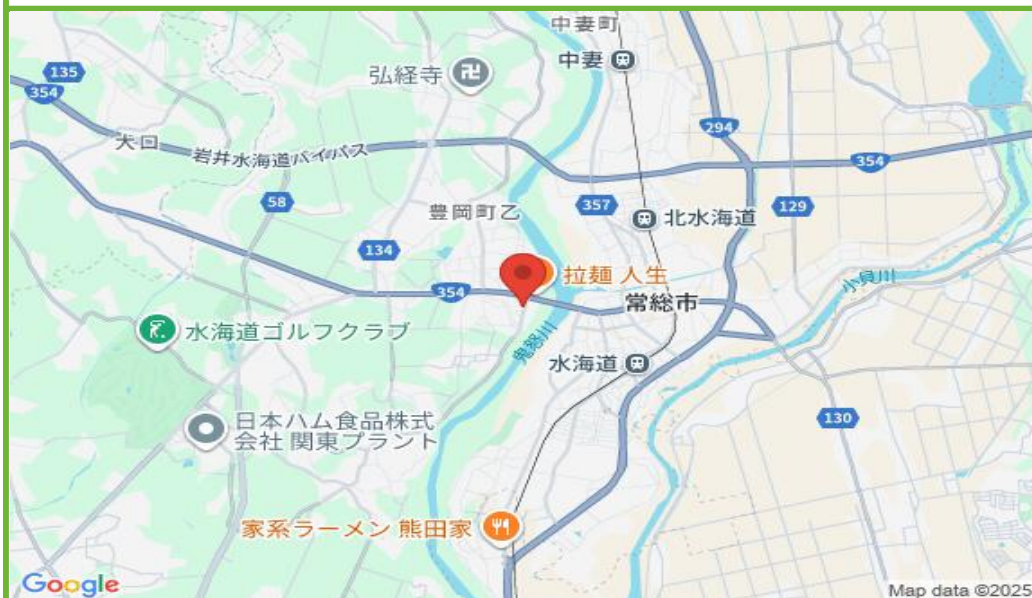 中妻町
中妻
135
354
弘経寺
294
大口
岩井水海道バイパス
354
58
豊岡町乙
357
北水海道
129
134
拉麺 人生
小貝川
354
常総市
水海道ゴルフクラブ
鬼怒川
水海道
日本ハム食品株式
会社 関東プラント
130
家系ラーメン 熊田家
Google
Map data ©2025